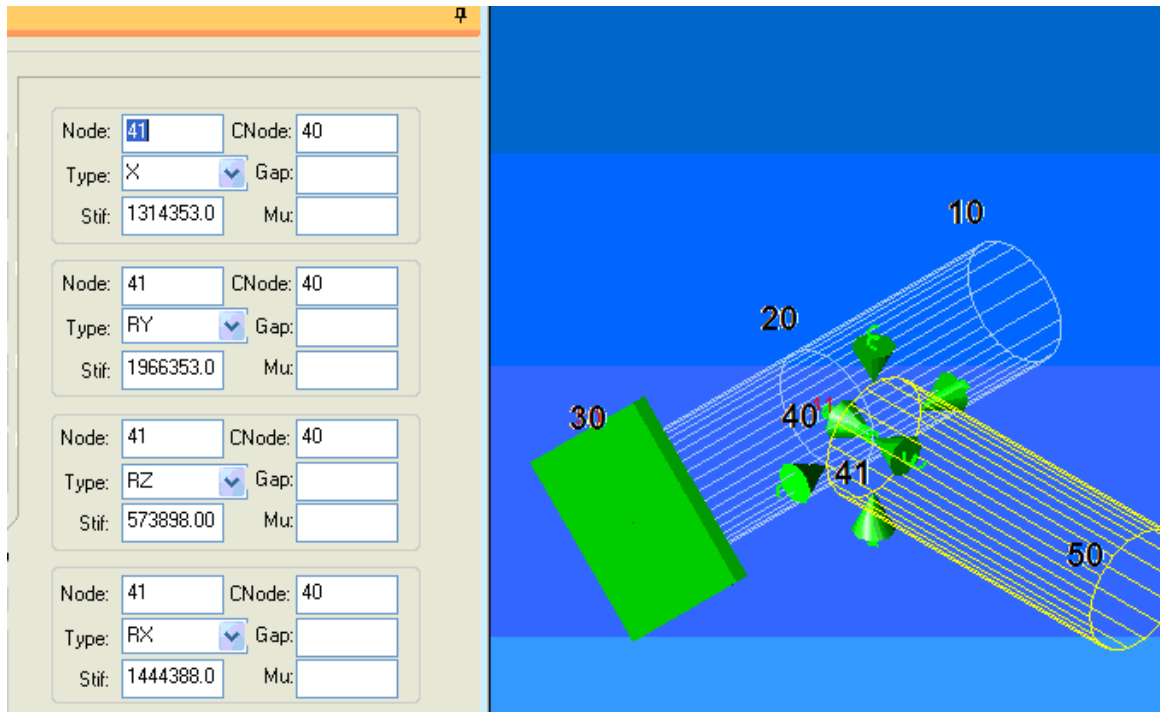 Node: 41 CNode: 40
Type: X Gap:
Stif: 1314353.0 Mu:
Node: 41 CNode: 40
Type: RY Gap:
Stif: 1966353.0 Mu:
Node: 41 CNode: 40
Type: RZ Gap:
Stif: 573898.00 Mu:
Node: 41 CNode: 40
Type: RX Gap:
Stif: 1444388.0 Mu:
10
20
30
40
41
50